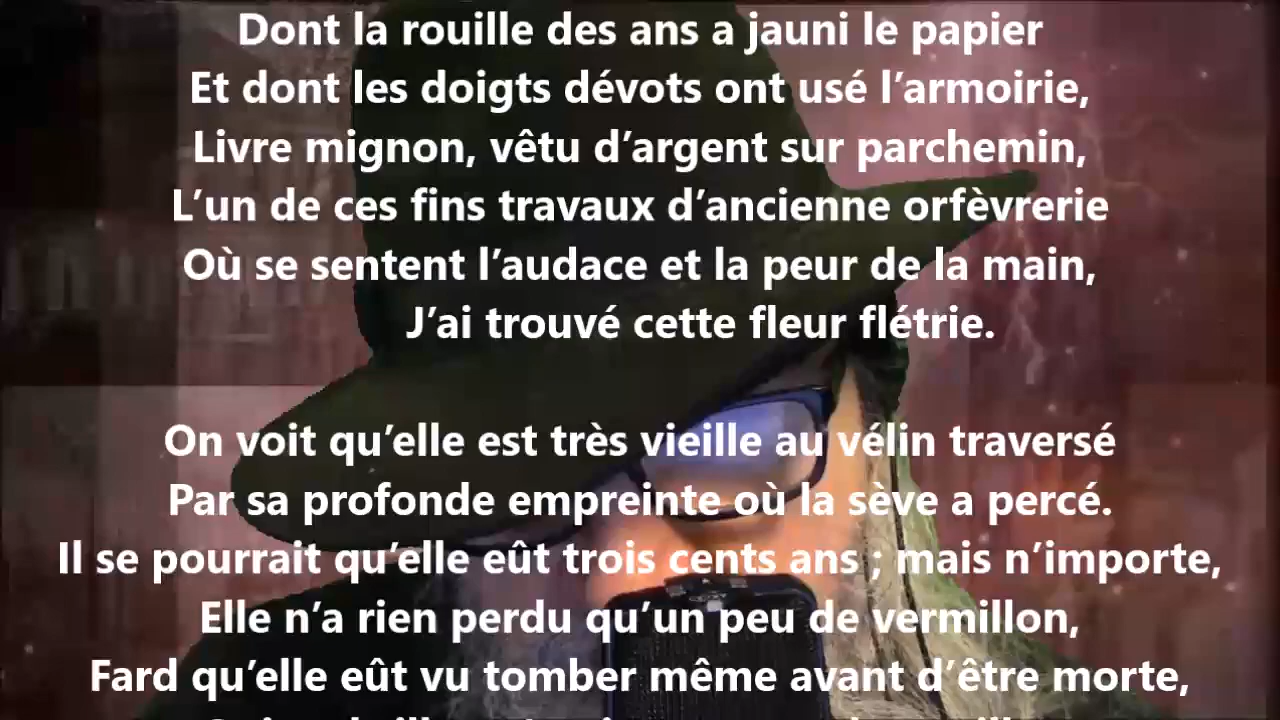 Dont la rouille des ans a jauni le papier
Et dont les doigts dévots ont usé l’armoirie,
Livre mignon, vêtu d’argent sur parchemin,
L’un de ces fins travaux d’ancienne orfèvrerie
Où se sentent l’audace et la peur de la main,
J’ai trouvé cette fleur flétrie.
On voit qu’elle est très vieille au vélin traversé
Par sa profonde empreinte où la sève a percé.
Il se pourrait qu’elle eût trois cents ans ; mais n’importe,
Elle n’a rien perdu qu’un peu de vermillon,
Fard qu’elle eût vu tomber même avant d’être morte,